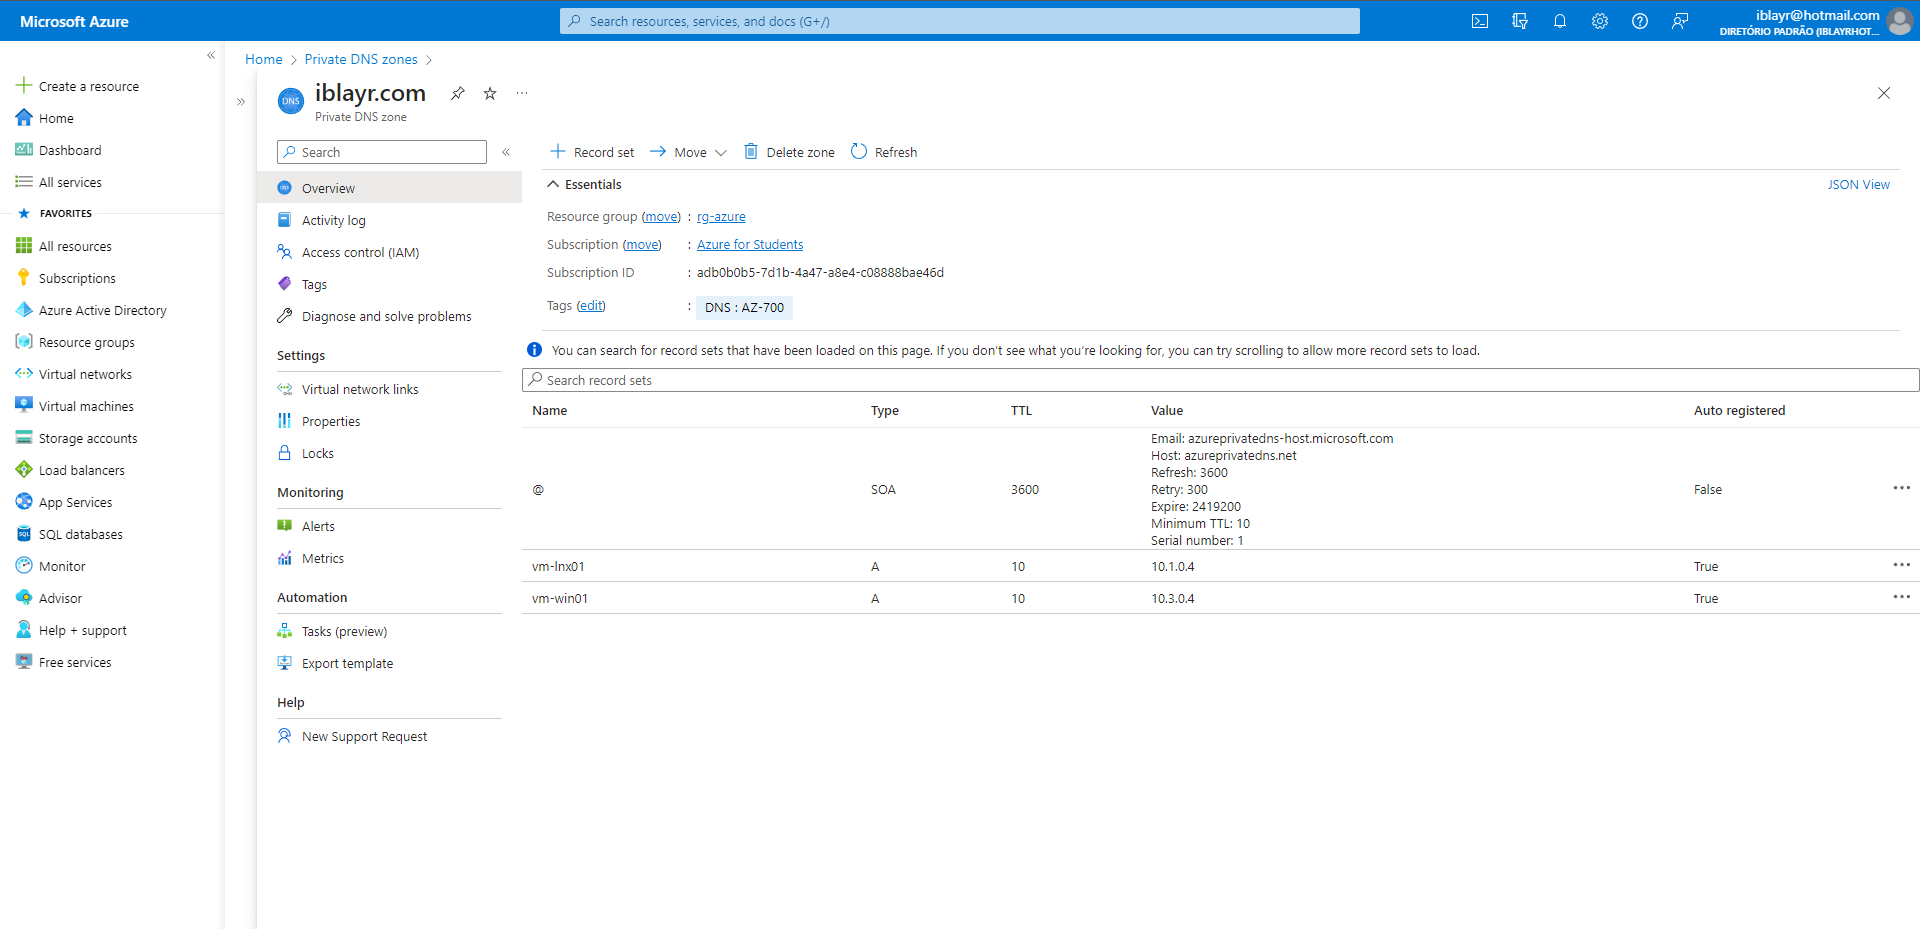 Microsoft Azure
Search resources, services, and docs (G+/)
iblayr@hotmail.com
DIRETÓRIO PADRÃO (IBLAYRHOT...
Create a resource
Home
Dashboard
All services
FAVORITES
All resources
Subscriptions
Azure Active Directory
Resource groups
Virtual networks
Virtual machines
Storage accounts
Load balancers
App Services
SQL databases
Monitor
Advisor
Help + support
Free services
Home > Private DNS zones >
DNS
iblayr.com
Private DNS zone
Search
Overview
Activity log
Access control (IAM)
Tags
Diagnose and solve problems
Settings
Virtual network links
Properties
Locks
Monitoring
Alerts
Metrics
Automation
Tasks (preview)
Export template
Help
New Support Request
Record set Move Delete zone Refresh
Essentials
JSON View
Resource group (move) : rg-azure
Subscription (move) : Azure for Students
Subscription ID : adb0b0b5-7d1b-4a47-a8e4-c08888bae46d
Tags (edit) : DNS : AZ-700
You can search for record sets that have been loaded on this page. If you don't see what you're looking for, you can try scrolling to allow more record sets to load.
Search record sets
Name Type TTL Value Auto registered
Email: azureprivatedns-host.microsoft.com
Host: azureprivatedns.net
Refresh: 3600
@ SOA 3600 Retry: 300 False
Expire: 2419200
Minimum TTL: 10
Serial number: 1
vm-lnx01 A 10 10.1.0.4 True
vm-win01 A 10 10.3.0.4 True